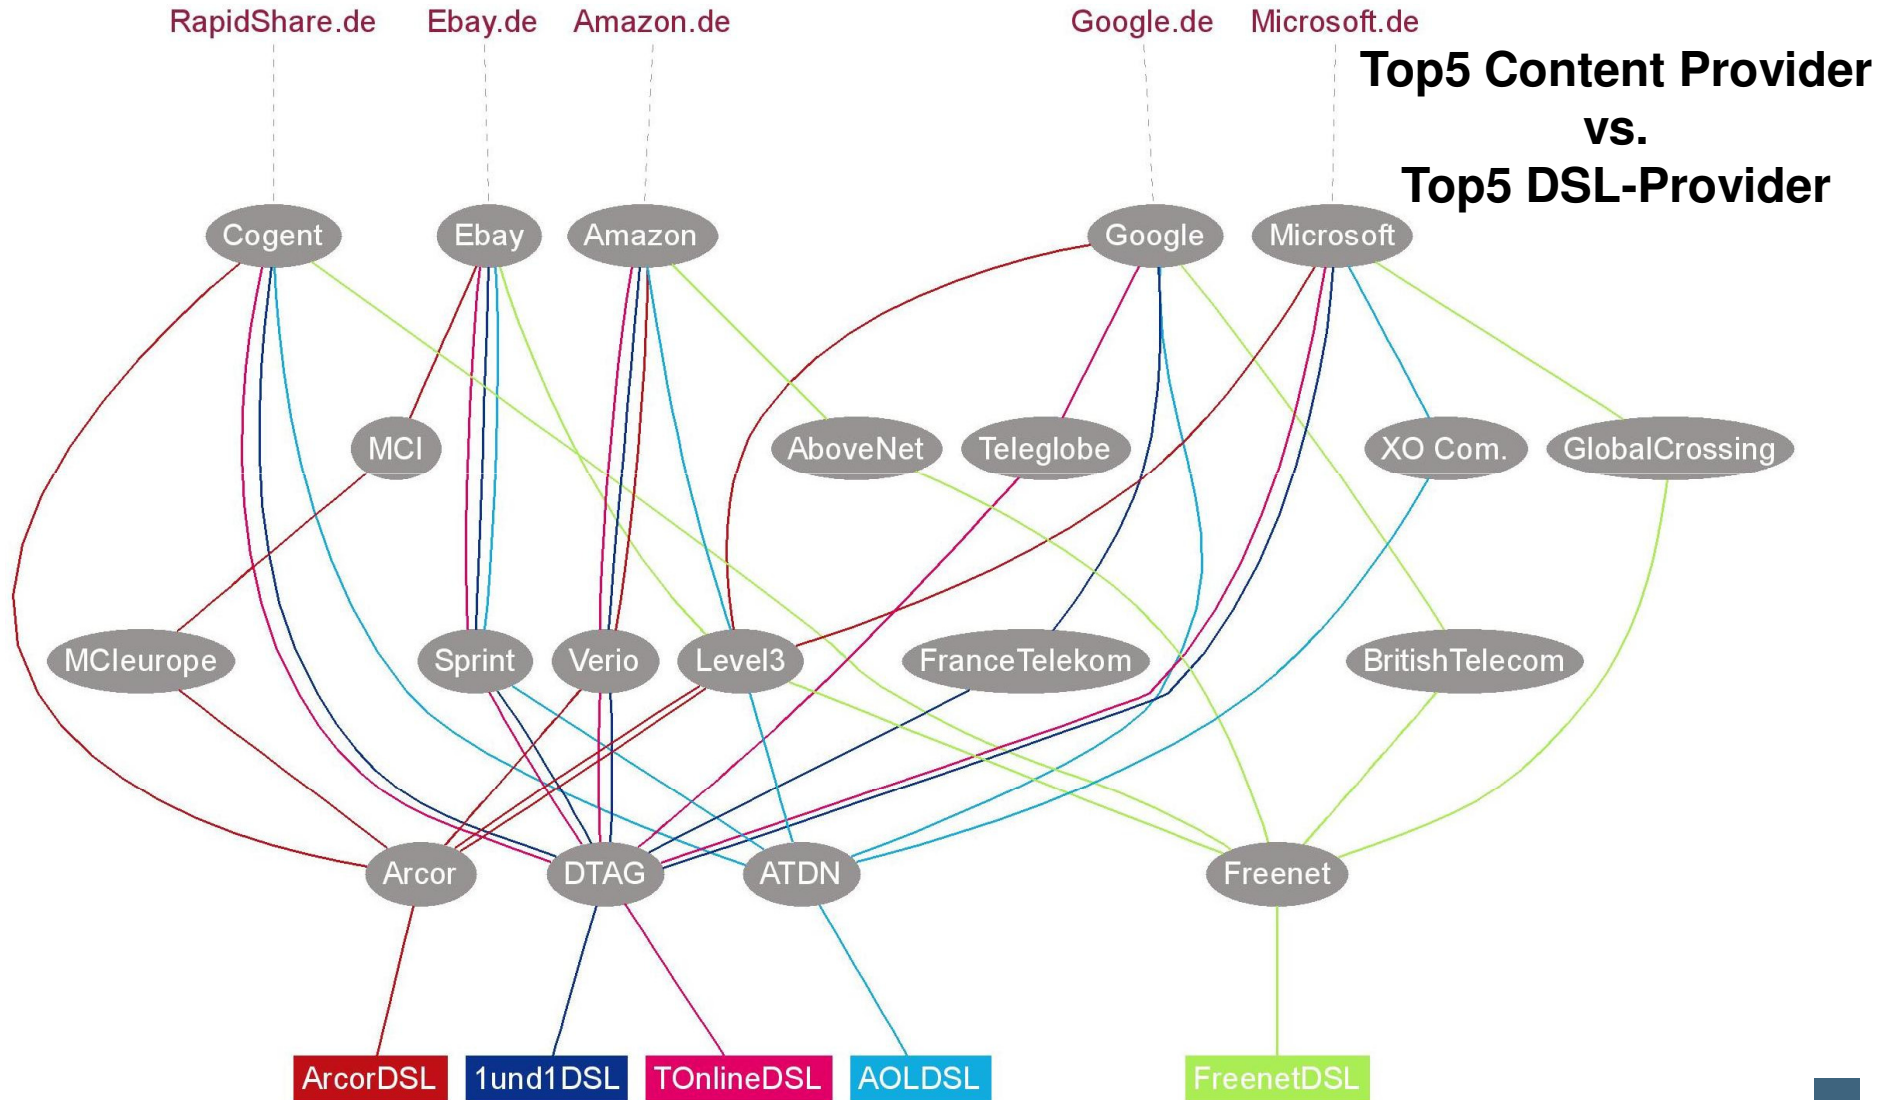 RapidShare.de Ebay.de Amazon.de Google.de Microsoft.de
Top5 Content Provider
vs.
Top5 DSL-Provider
Cogent Ebay Amazon Google Microsoft
MCI AboveNet Teleglobe XO Com. GlobalCrossing
MCIeurope Sprint Verio Level3 FranceTelekom BritishTelecom
Arcor DTAG ATDN Freenet
ArcorDSL 1und1DSL TOnlineDSL AOLDSL FreenetDSL